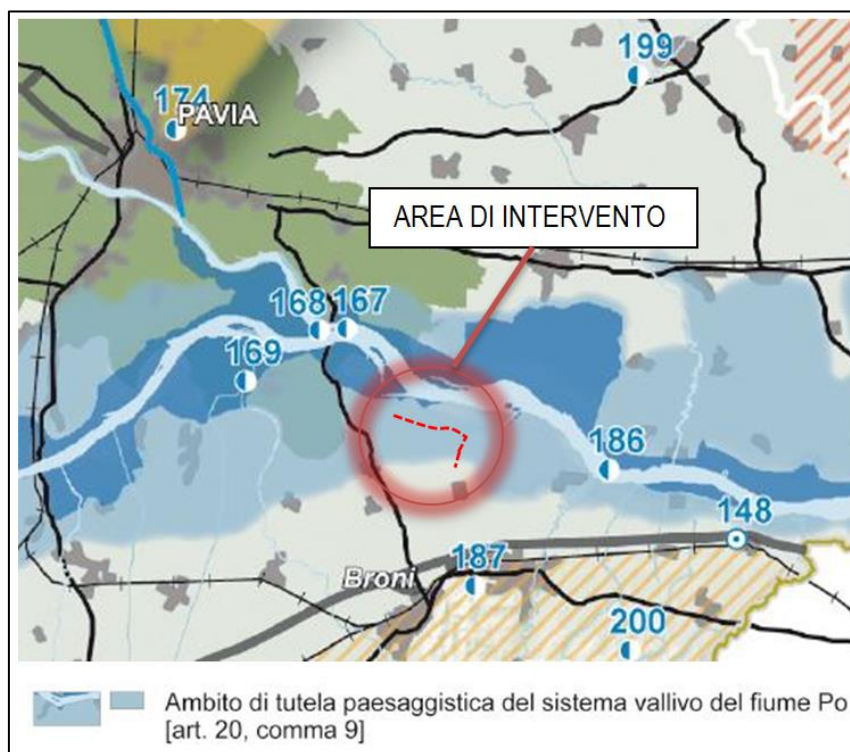 199
174
PAVIA
AREA DI INTERVENTO
168 167
169
186
148
187
Broni
200
Ambito di tutela paesaggistica del sistema vallivo del fiume Po
[art. 20, comma 9]